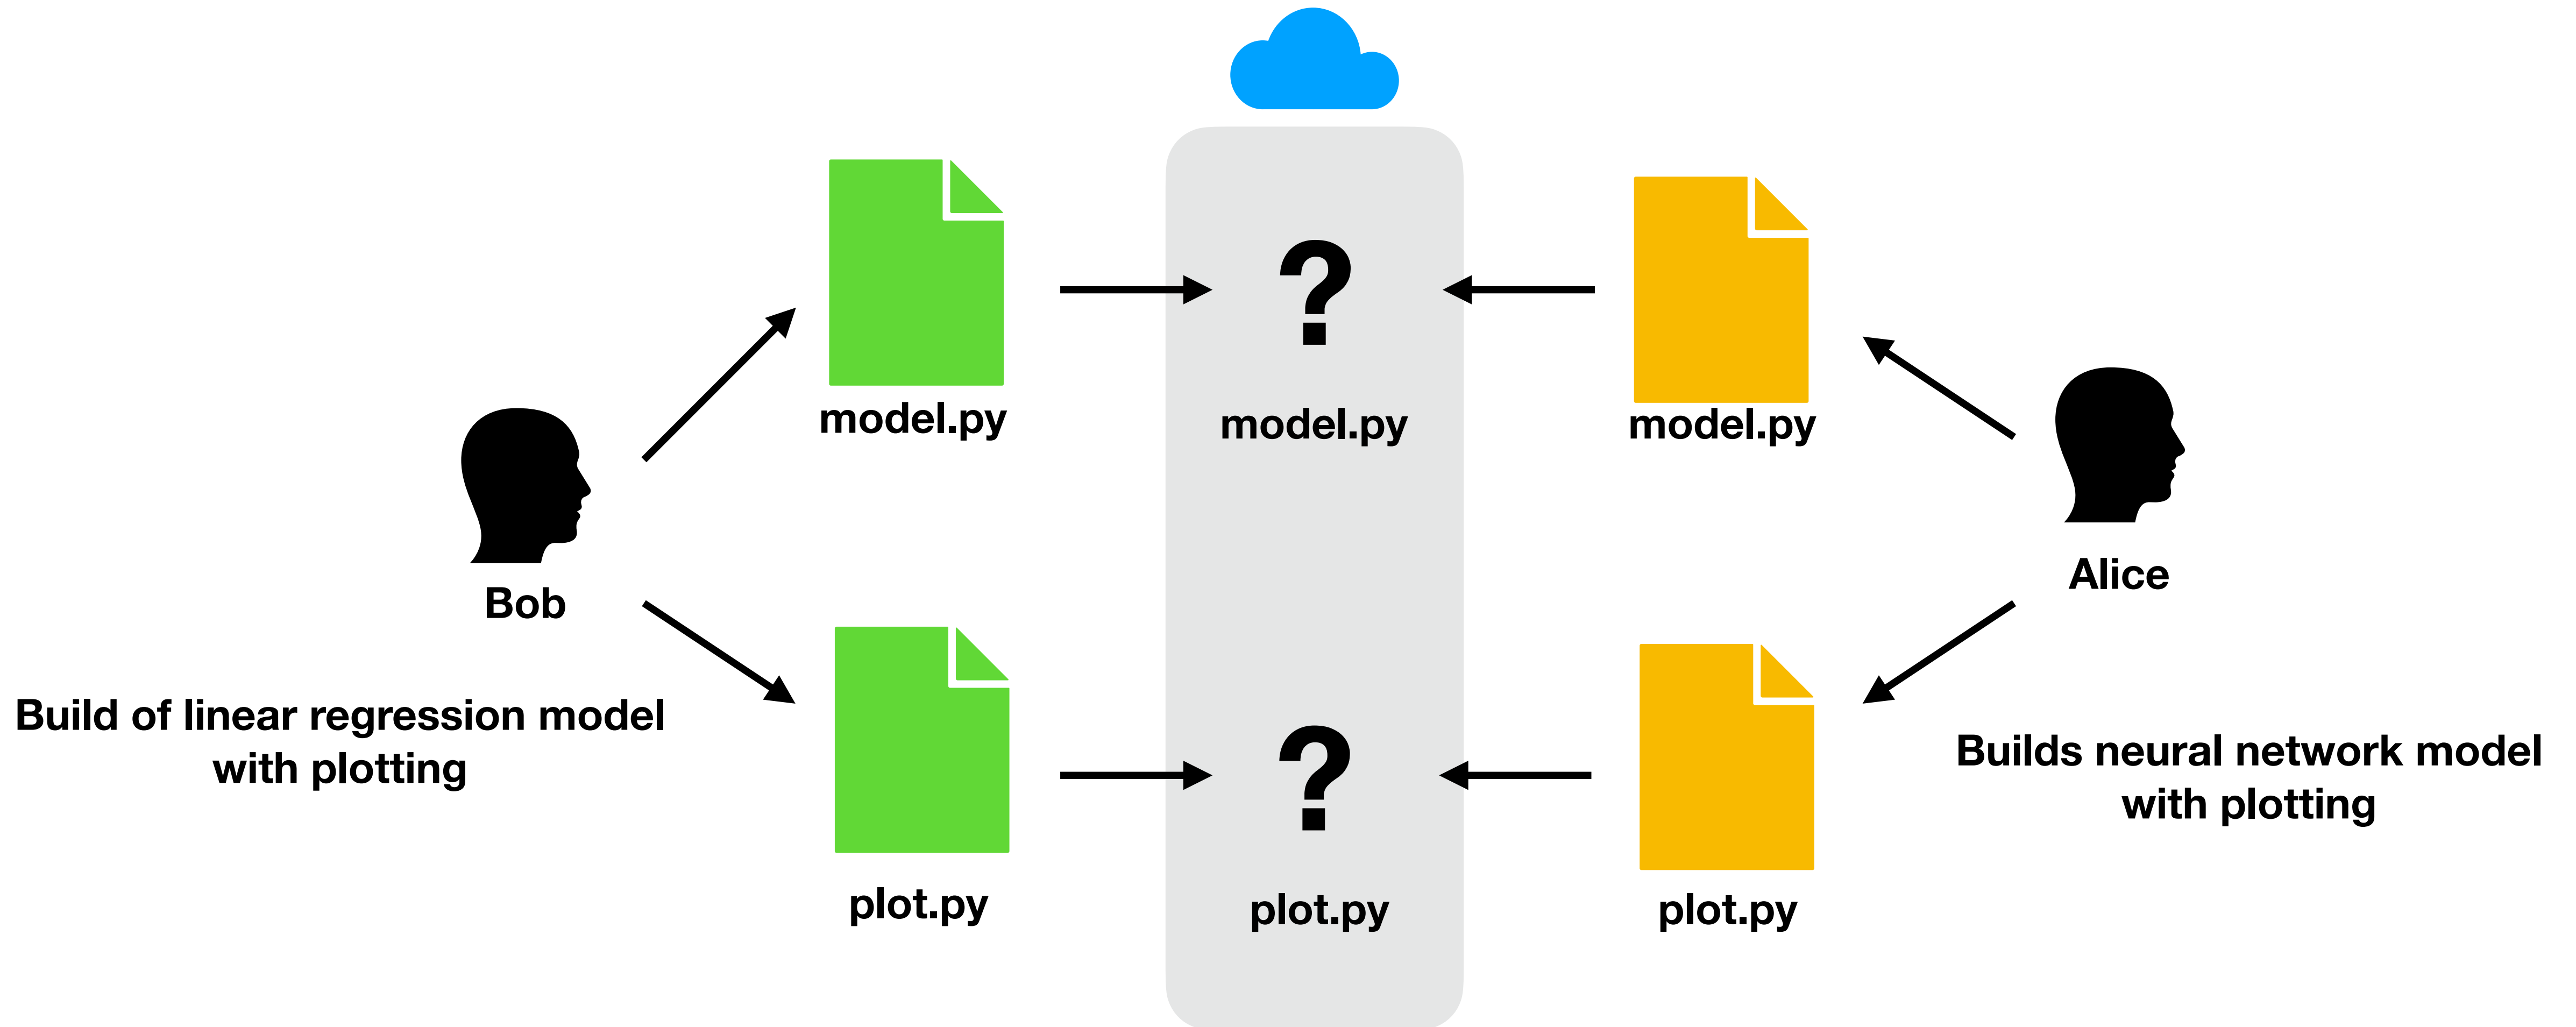 ?
?
model.py
model.py
model.py
Bob
Alice
Build of linear regression model
with plotting
Builds neural network model
with plotting
plot.py
plot.py
plot.py